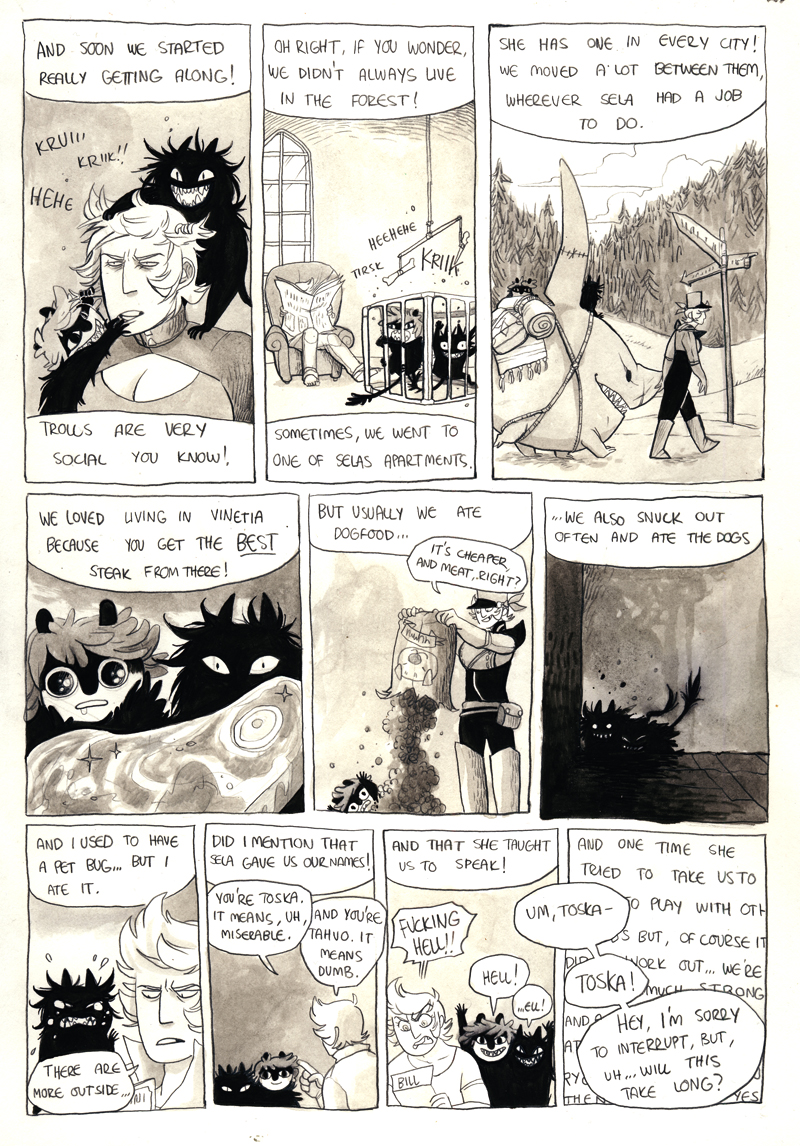 AND SOON WE STARTED
REALLY GETTING ALONG!
KRUIII
KRIIK!!
HEHE
TROLLS ARE VERY
SOCIAL YOU KNOW!
OH RIGHT, IF YOU WONDER,
WE DIDN'T ALWAYS LIVE
IN THE FOREST!
HEEHEHE
TIRSK
KRIIK
SOMETIMES, WE WENT TO
ONE OF SELAS APARTMENTS.
SHE HAS ONE IN EVERY CITY!
WE MOVED A LOT BETWEEN THEM,
WHEREVER SELA HAD A JOB
TO DO.
WE LOVED LIVING IN VINETIA
BECAUSE YOU GET THE BEST
STEAK FROM THERE!
BUT USUALLY WE ATE
DOGFOOD...
IT'S CHEAPER,
AND MEAT,..RIGHT?
...WE ALSO SNUCK OUT
OFTEN AND ATE THE DOGS
AND I USED TO HAVE
A PET BUG... BUT I
ATE IT.
THERE ARE
MORE OUTSIDE...
DID I MENTION THAT
SELA GAVE US OUR NAMES!
YOU'RE TOSKA.
IT MEANS, UH,
MISERABLE.
AND YOU'RE
TAHVO. IT
MEANS
DUMB.
AND THAT SHE TAUGHT
US TO SPEAK!
FUCKING
HELL!!
HELL!
...ELL!
BILL
AND ONE TIME SHE
TRIED TO TAKE US TO
TO PLAY WITH OTH
UM, TOSKA-
BUT, OF COURSE IT
WORK OUT... WE'RE
TOSKA!
MUCH STRONG
HEY, I'M SORRY
TO INTERRUPT, BUT,
UH... WILL THIS
TAKE LONG?
YES